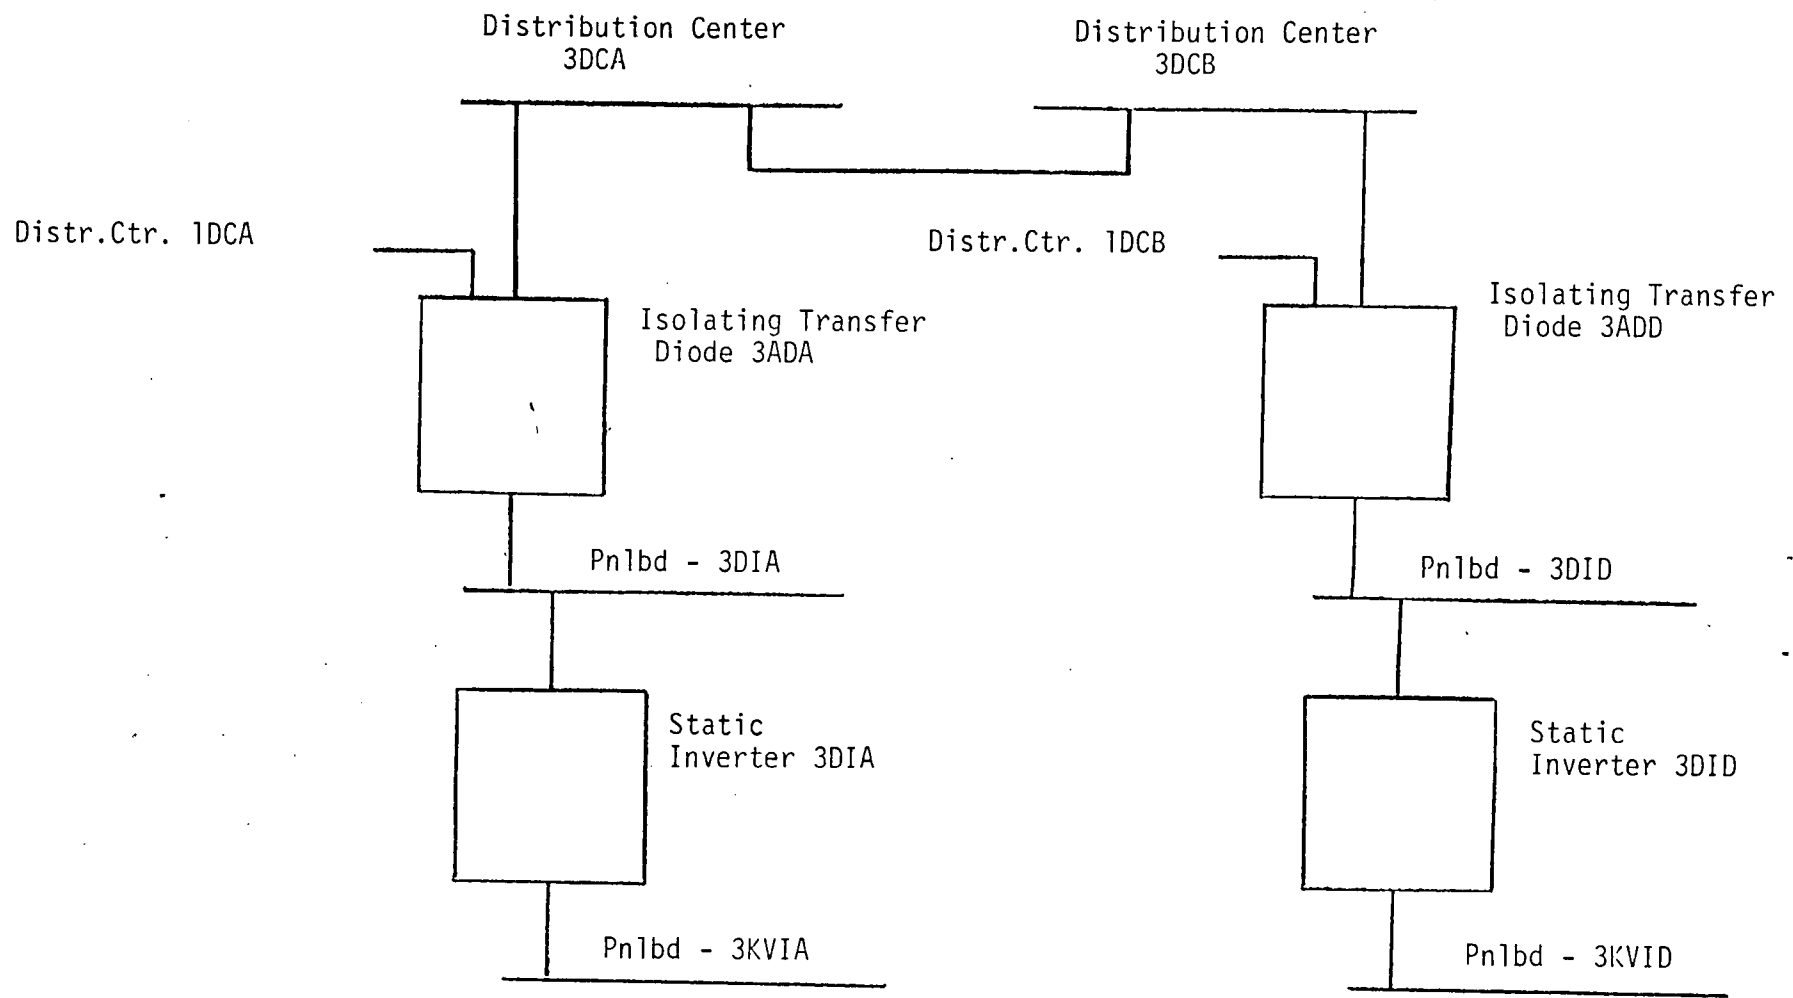 Distribution Center
3DCA
Distribution Center
3DCB
Distr.Ctr. 1DCA
Distr.Ctr. 1DCB
Isolating Transfer
Diode 3ADA
Isolating Transfer
Diode 3ADD
Pnlbd - 3DIA
Pnlbd - 3DID
Static
Inverter 3DIA
Static
Inverter 3DID
Pnlbd - 3KVIA
Pnlbd - 3KVID